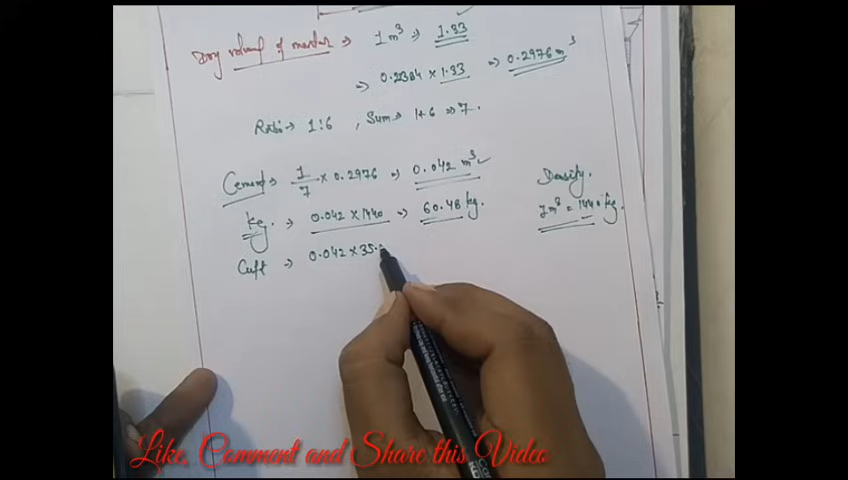 Dry volume of mortar => 1m³ => 1.33
=> 0.2384 × 1.33 => 0.2976 m³
Ratio → 1:6 , Sum → 1+6 => 7.
Cement => 1/7 × 0.2976 => 0.042 m³
Density.
kg => 0.042 × 1440 => 60.48 kg.
1m³ = 1440 kg.
Cuft => 0.042 × 35.
Like, Comment and Share this Video